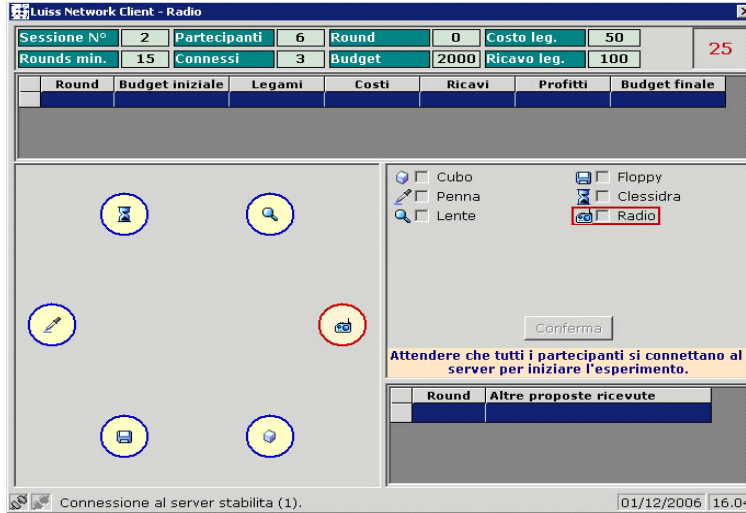 Luiss Network Client - Radio
Sessione N° 2 Partecipanti 6 Round 0 Costo leg. 50
25
Rounds min. 15 Connessi 3 Budget 2000 Ricavo leg. 100
Round Budget iniziale Legami Costi Ricavi Profitti Budget finale
Cubo Floppy
Penna Clessidra
Lente Radio
Conferma
Attendere che tutti i partecipanti si connettano al
server per iniziare l'esperimento.
Round Altre proposte ricevute
Connessione al server stabilita (1).
01/12/2006 16.04